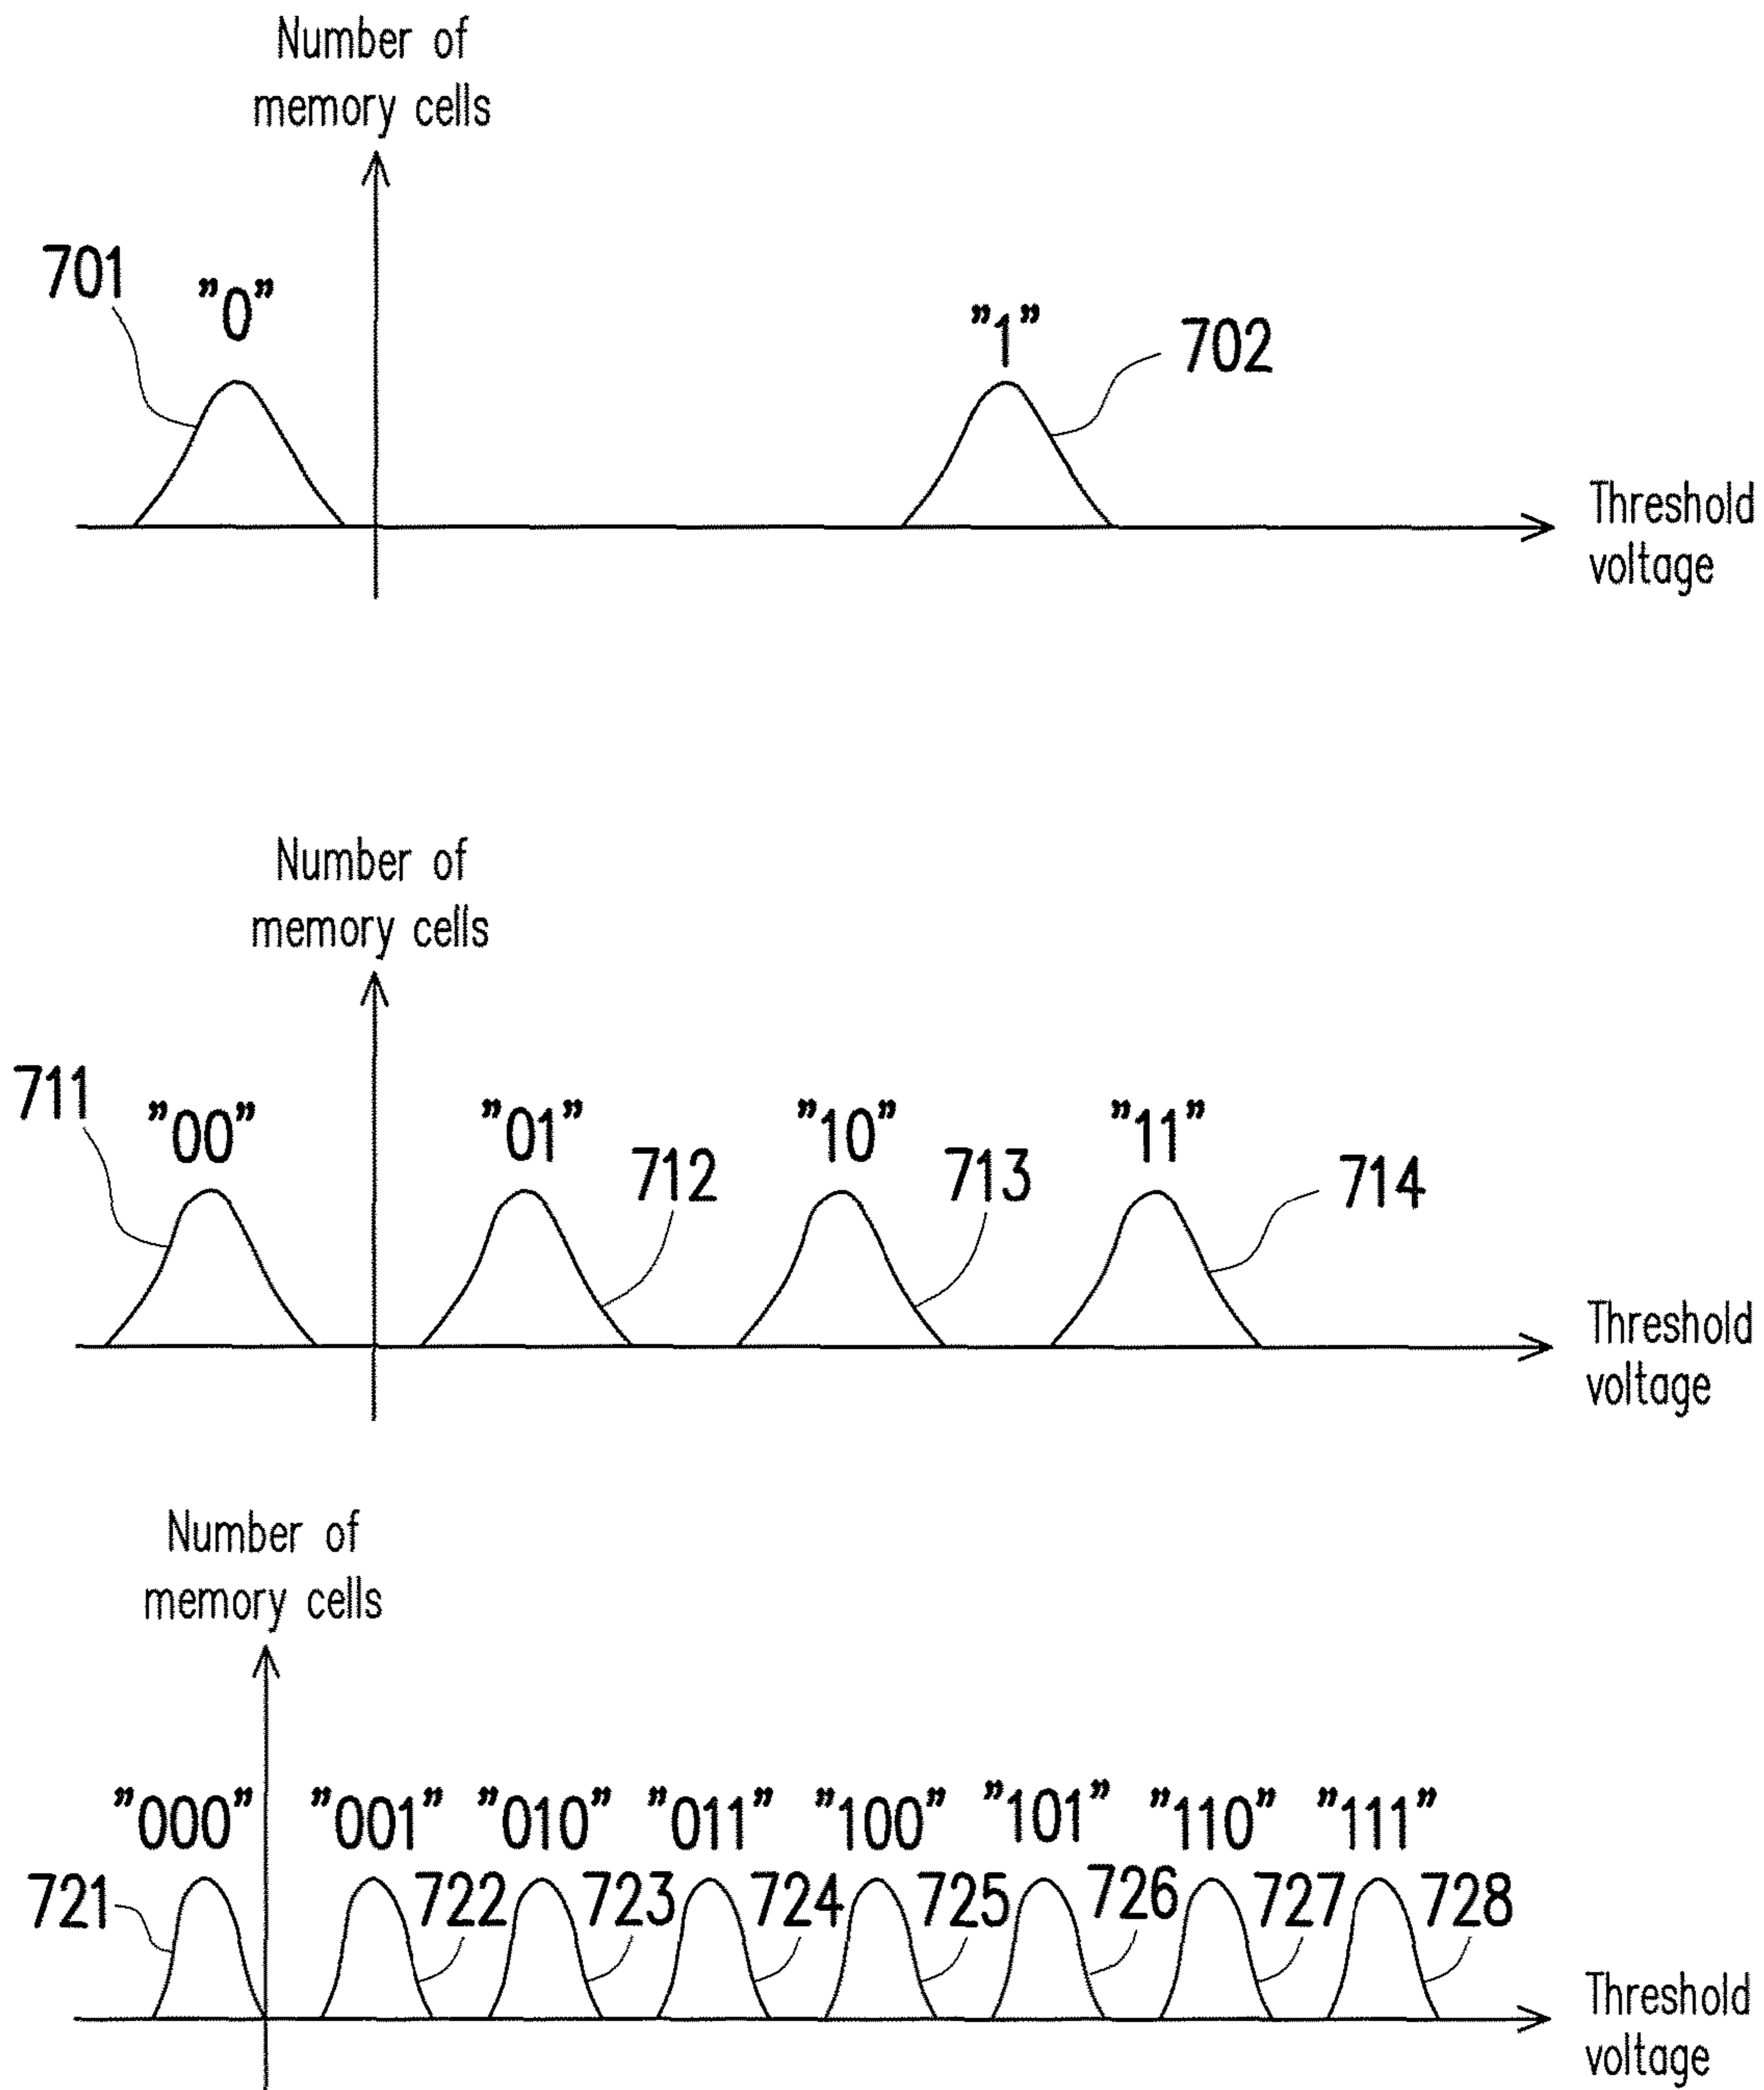 Number of
memory cells
701
"0"
"1"
702
Threshold
voltage
Number of
memory cells
711
"00"
"01"
712
"10"
713
"11"
714
Threshold
voltage
Number of
memory cells
"000" "001" "010" "011" "100" "101" "110" "111"
721 722 723 724 725 726 727 728
Threshold
voltage